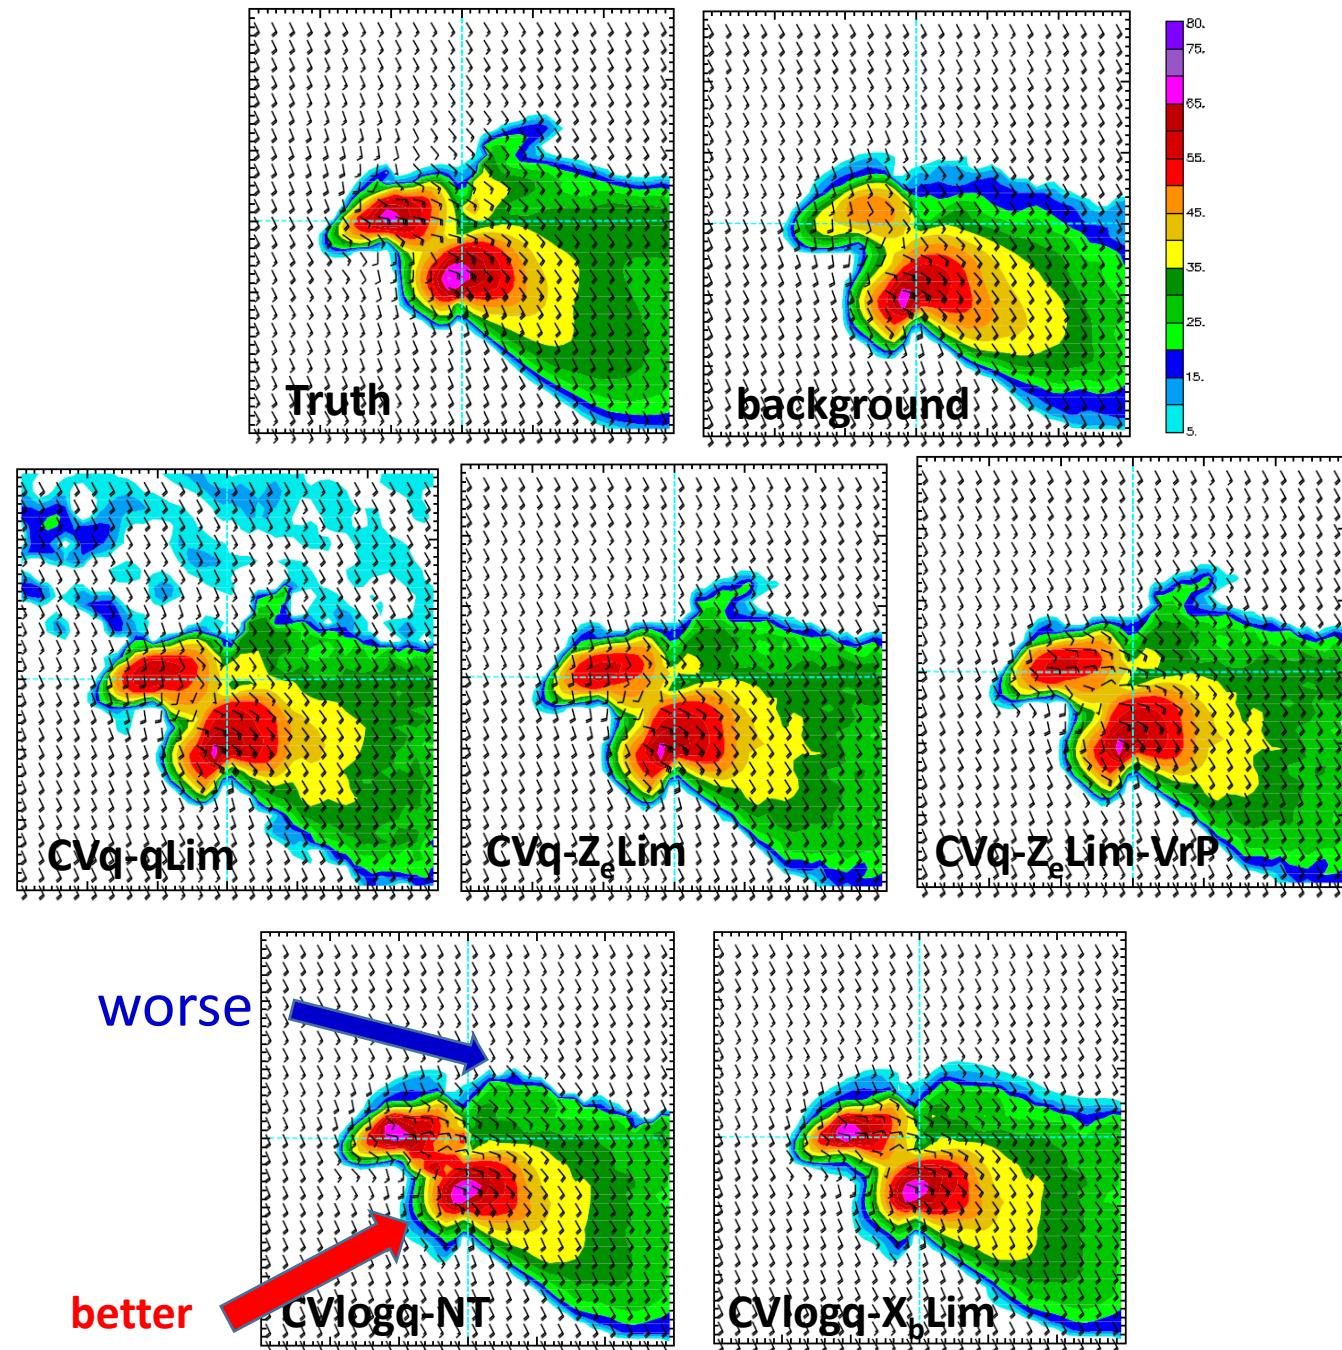 Truth
background
80.
75.
65.
55.
45.
35.
25.
15.
5.
CVq-qLim
CVq-ZeLim
CVq-ZeLim-VrP
worse
better
CVlogq-NT
CVlogq-XbLim